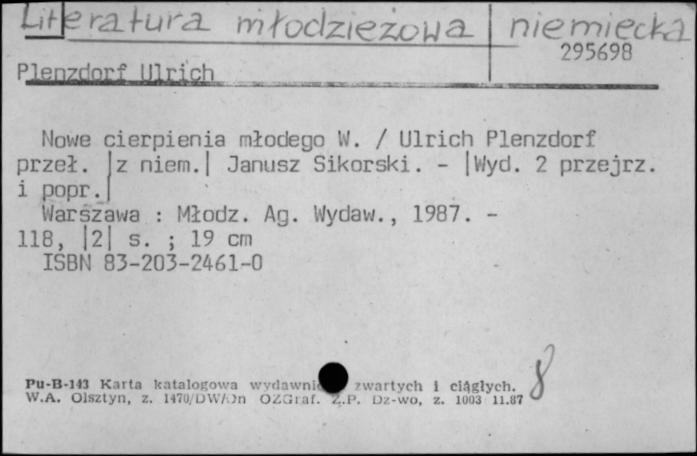 Literatura młodzieżowa niemiecka
295698
Plenzdorf Ulrich
Nowe cierpienia młodego W. / Ulrich Plenzdorf
przeł. |z niem.| Janusz Sikorski. - |Wyd. 2 przejrz.
i popr.|
Warszawa : Młodz. Ag. Wydaw., 1987. -
118, |2| s. ; 19 cm
ISBN 83-203-2461-0
8
Pu-B-143 Karta katalogowa zwartych i ciągłych.
W.A. Olsztyn, z. 1470/DW/Dn OZGraf. Z.P. Dz-wo, z. 1003 11.87